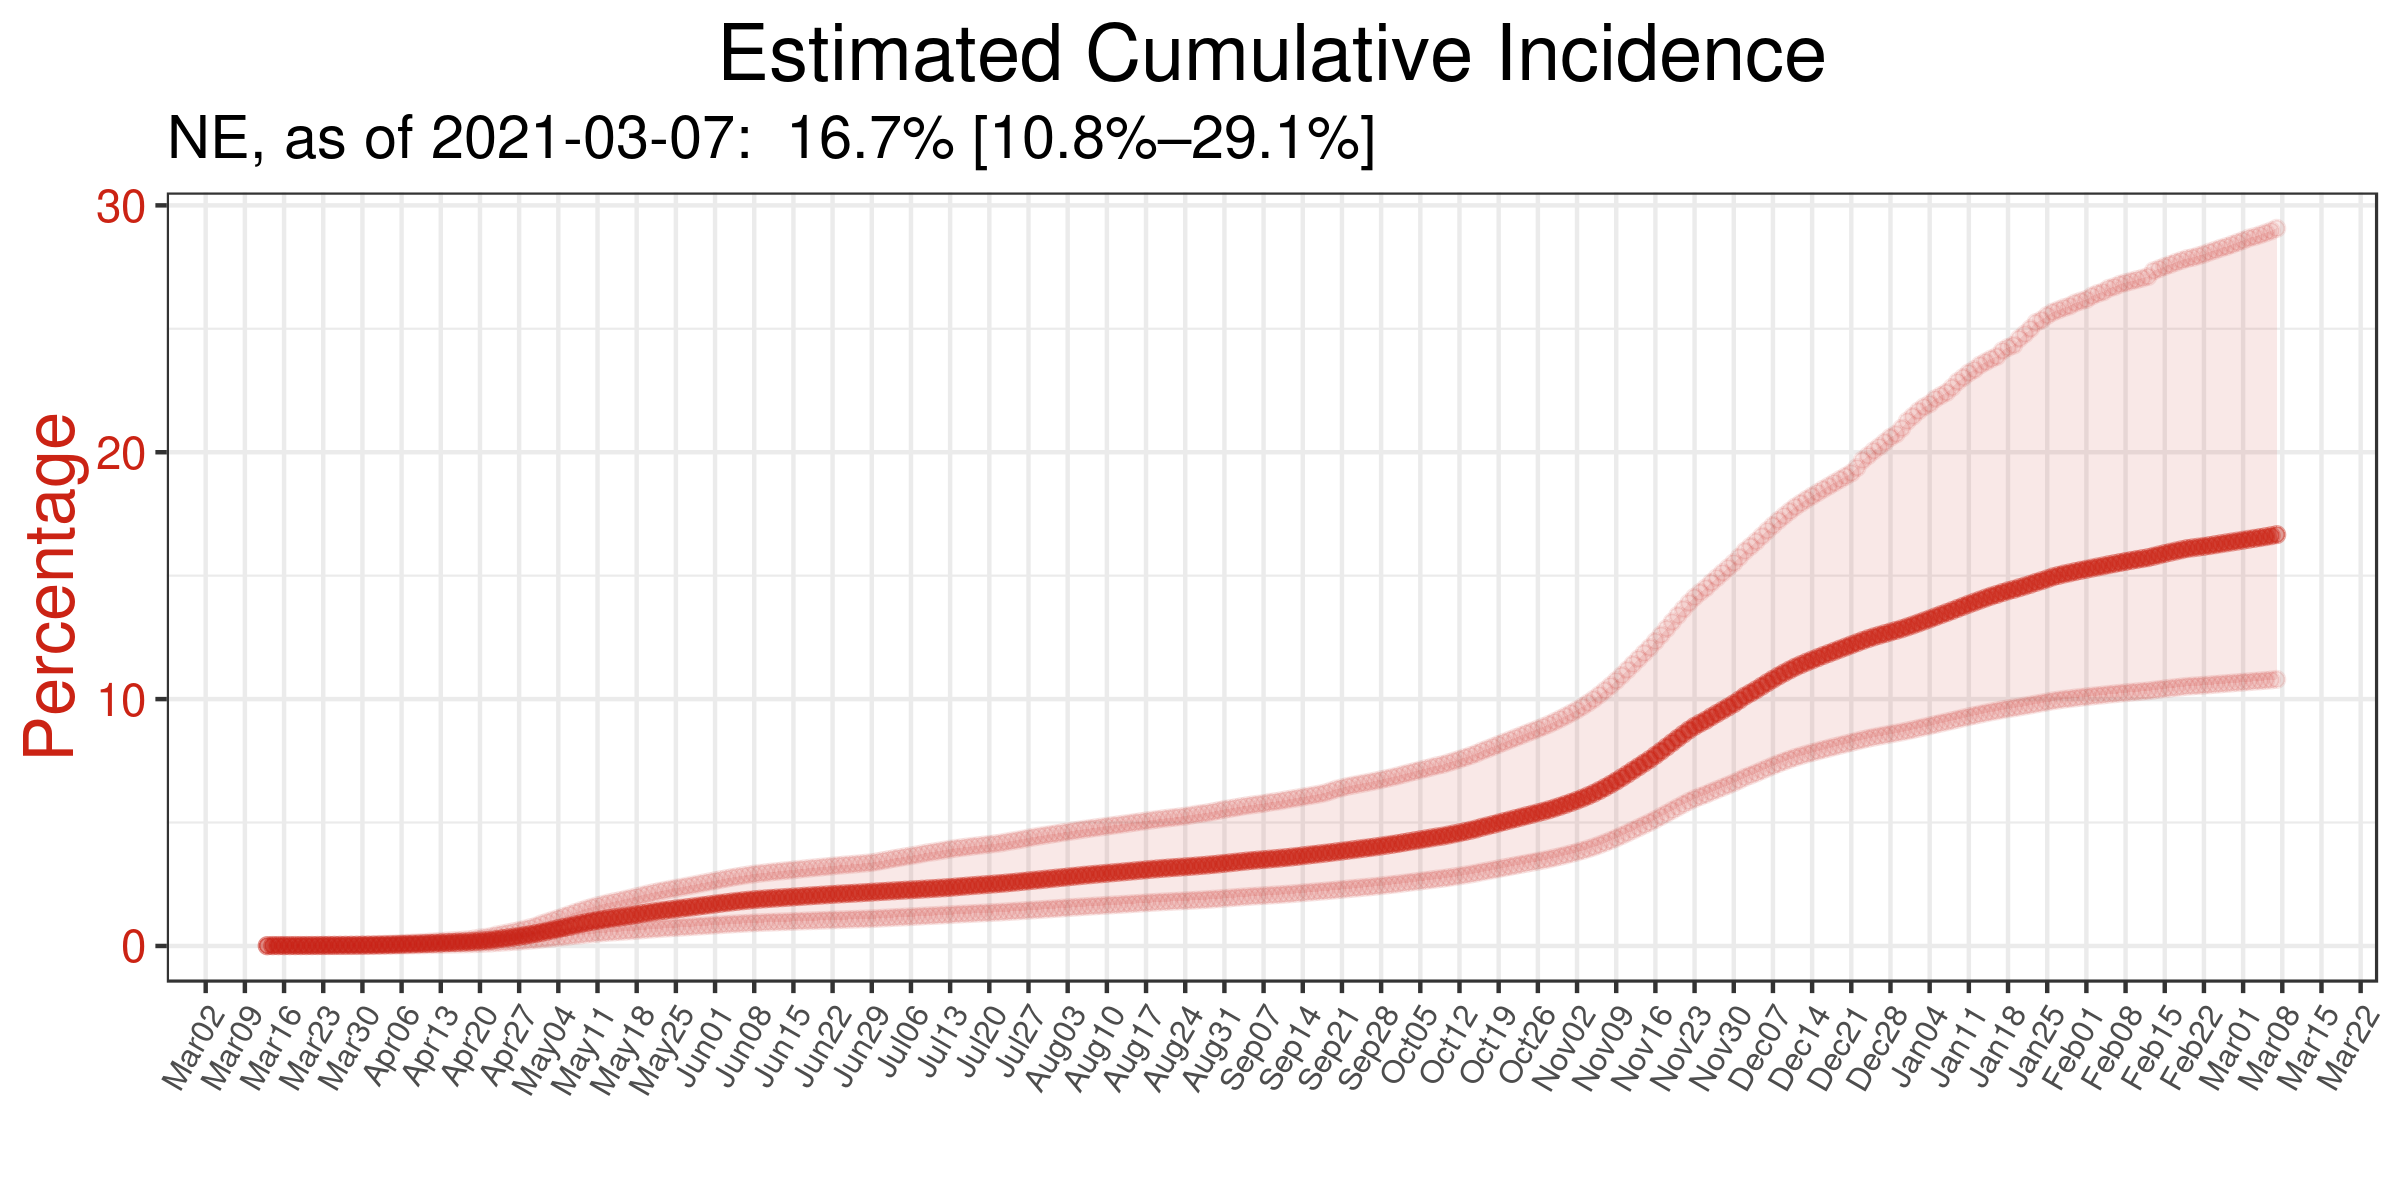 Estimated Cumulative Incidence
NE, as of 2021-03-07:  16.7% [10.8%–29.1%]
Percentage
30
20
10
0
Mar02
Mar09
Mar16
Mar23
Mar30
Apr06
Apr13
Apr20
Apr27
May04
May11
May18
May25
Jun01
Jun08
Jun15
Jun22
Jun29
Jul06
Jul13
Jul20
Jul27
Aug03
Aug10
Aug17
Aug24
Aug31
Sep07
Sep14
Sep21
Sep28
Oct05
Oct12
Oct19
Oct26
Nov02
Nov09
Nov16
Nov23
Nov30
Dec07
Dec14
Dec21
Dec28
Jan04
Jan11
Jan18
Jan25
Feb01
Feb08
Feb15
Feb22
Mar01
Mar08
Mar15
Mar22